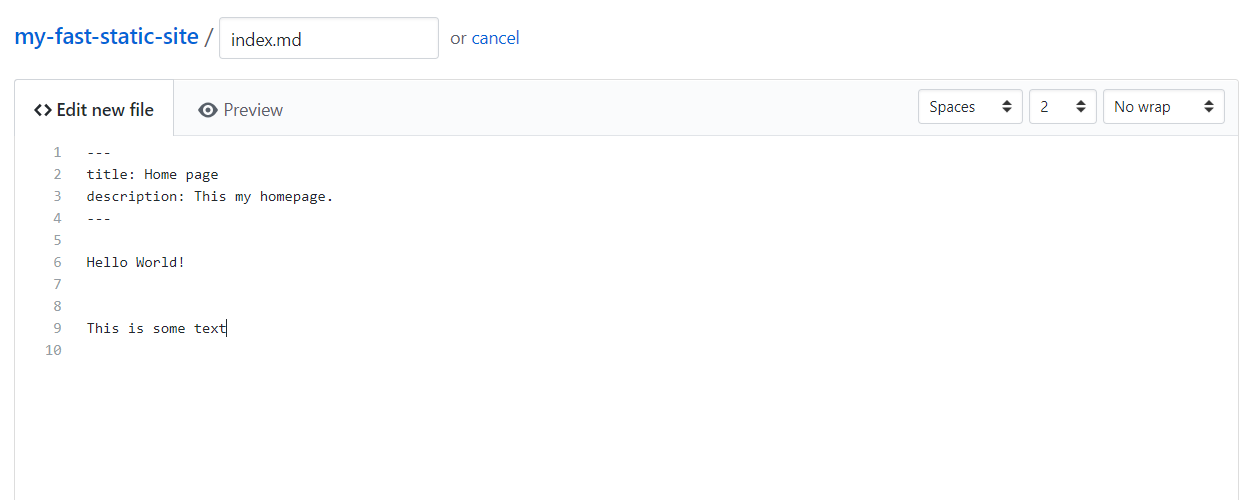 my-fast-static-site / index.md or cancel
<> Edit new file Preview Spaces 2 No wrap
1 ---
2 title: Home page
3 description: This my homepage.
4 ---
5
6 Hello World!
7
8
9 This is some text
10